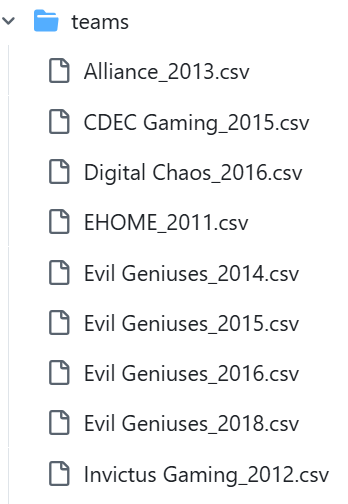 teams
Alliance_2013.csv
CDEC Gaming_2015.csv
Digital Chaos_2016.csv
EHOME_2011.csv
Evil Geniuses_2014.csv
Evil Geniuses_2015.csv
Evil Geniuses_2016.csv
Evil Geniuses_2018.csv
Invictus Gaming_2012.csv